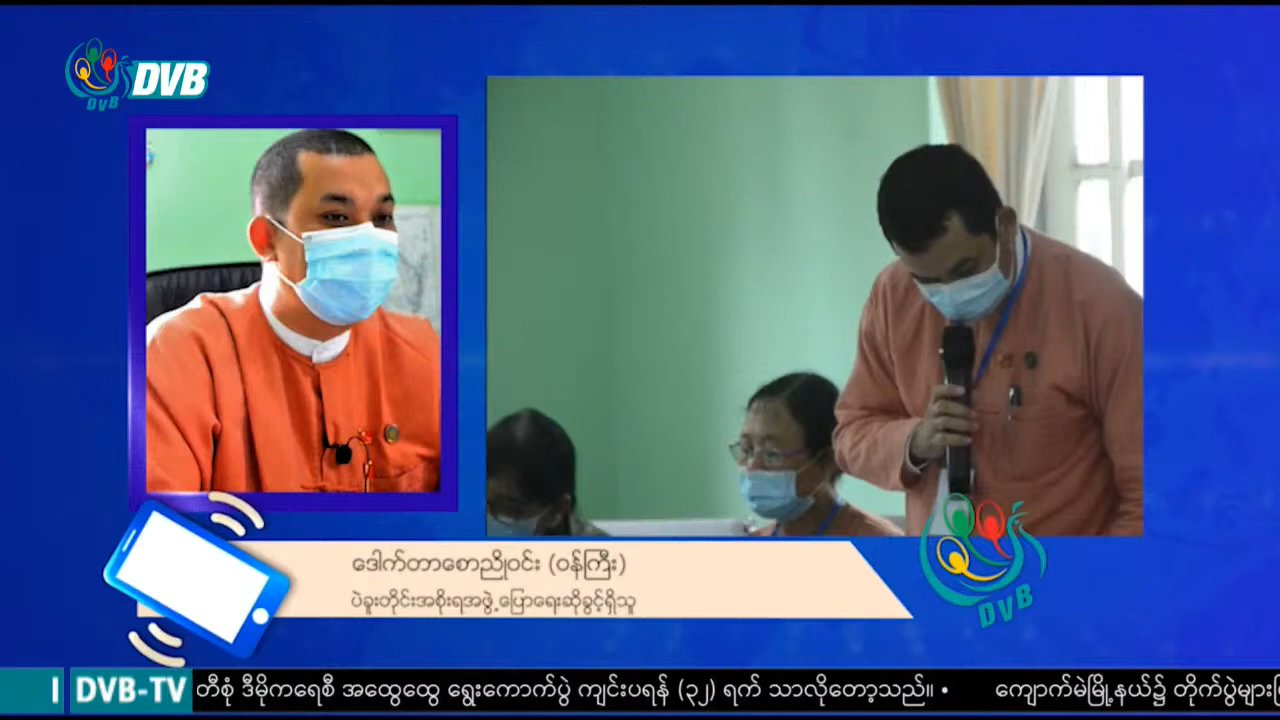 DVB
DVB
ဒေါက်တာစောညိုဝင်း (ဝန်ကြီး)
ပဲခူးတိုင်းအစိုးရအဖွဲ့ ပြောရေးဆိုခွင့်ရှိသူ
DVB
DVB-TV
တီစုံ ဒီမိုကရေစီ အထွေထွေ ရွေးကောက်ပွဲ ကျင်းပရန် (၃၂) ရက် သာလိုတော့သည်။ • ကျောက်မဲမြို့နယ်၌ တိုက်ပွဲများ